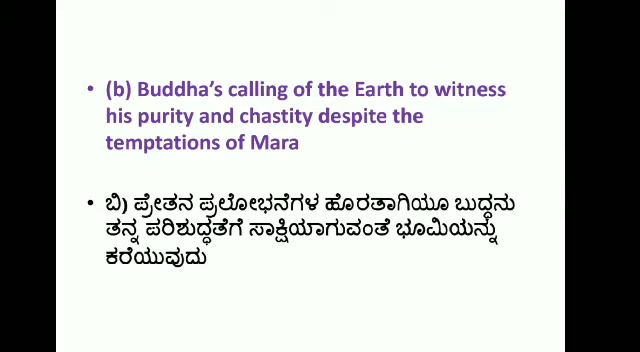 • (b) Buddha's calling of the Earth to witness
his purity and chastity despite the
temptations of Mara
• ಬಿ) ಪ್ರೇತನ ಪ್ರಲೋಭನೆಗಳ ಹೊರತಾಗಿಯೂ ಬುದ್ಧನು
ತನ್ನ ಪರಿಶುದ್ಧತೆಗೆ ಸಾಕ್ಷಿಯಾಗುವಂತೆ ಭೂಮಿಯನ್ನು
ಕರೆಯುವುದು